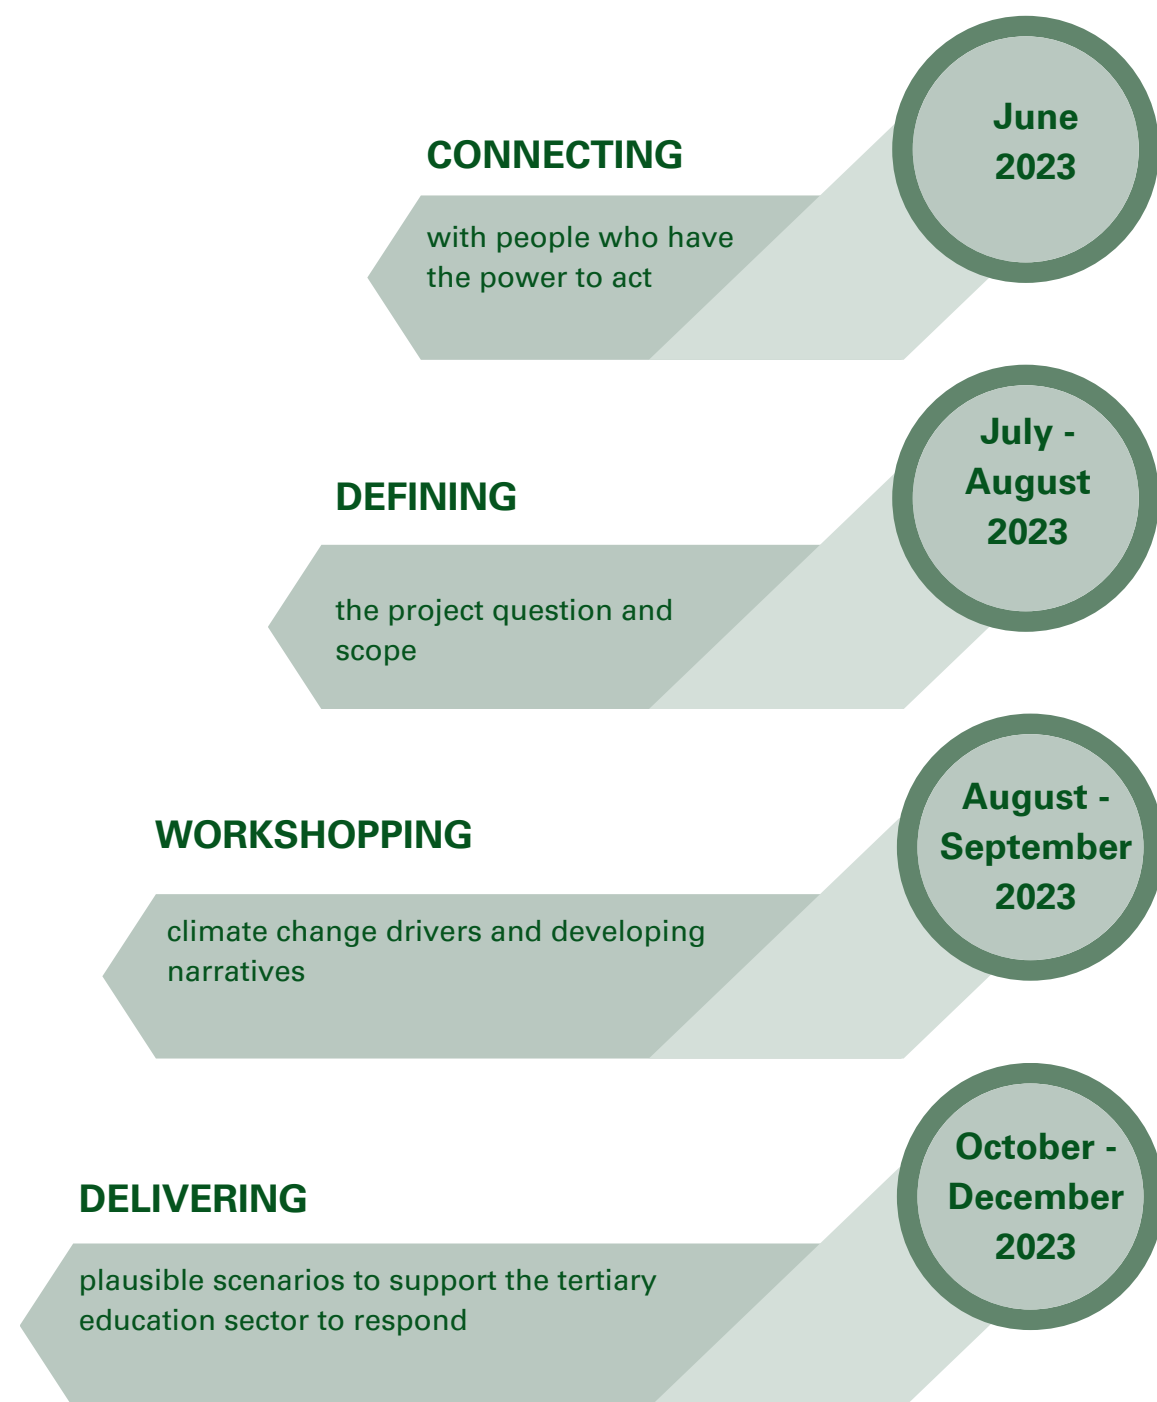 CONNECTING
with people who have
the power to act
June
2023
DEFINING
the project question and
scope
July -
August
2023
WORKSHOPPING
climate change drivers and developing
narratives
August -
September
2023
DELIVERING
plausible scenarios to support the tertiary
education sector to respond
October -
December
2023